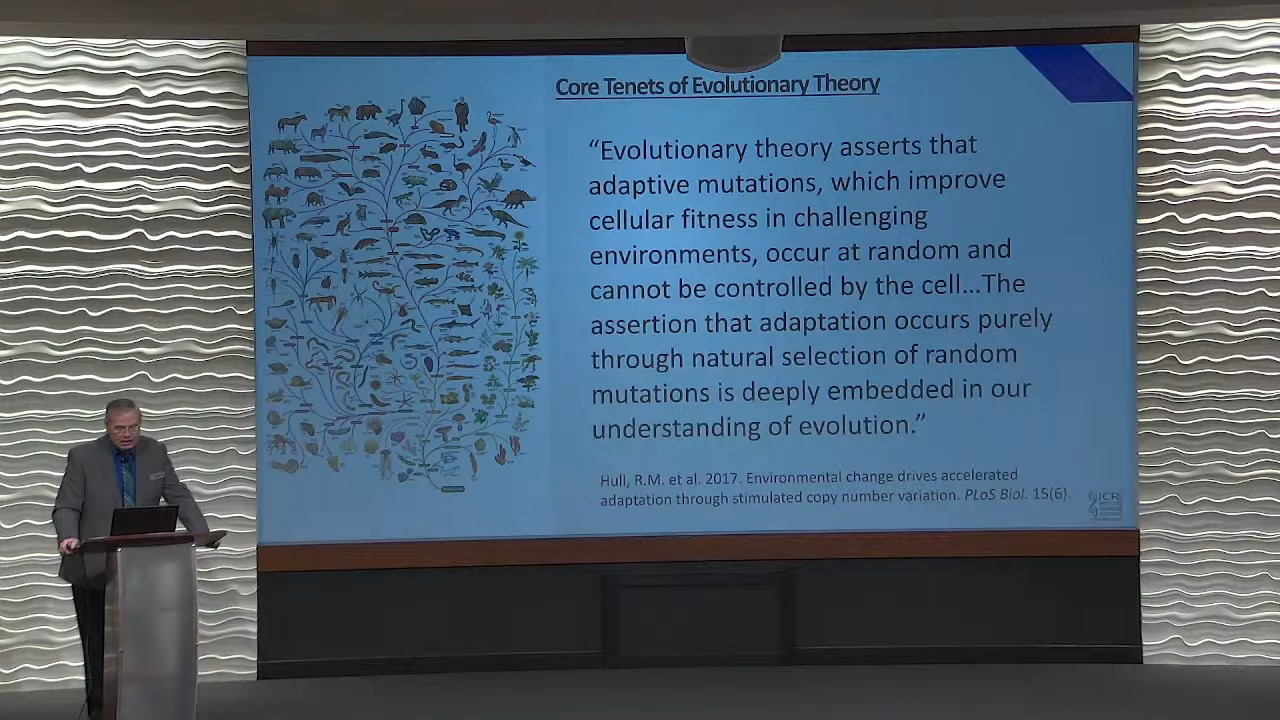 Core Tenets of Evolutionary Theory
“Evolutionary theory asserts that
adaptive mutations, which improve
cellular fitness in challenging
environments, occur at random and
cannot be controlled by the cell…The
assertion that adaptation occurs purely
through natural selection of random
mutations is deeply embedded in our
understanding of evolution.”
Hull, R.M. et al. 2017. Environmental change drives accelerated
adaptation through stimulated copy number variation. PLoS Biol. 15(6).
ICR